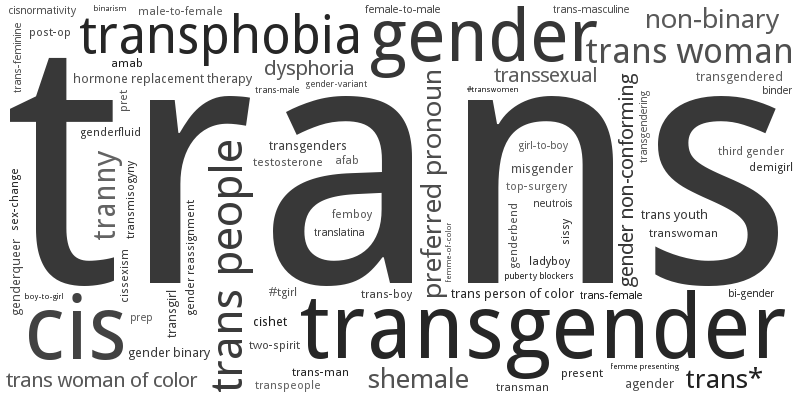 cisnormativity
binarism
male-to-female
female-to-male
trans-masculine
non-binary
trans-feminine
post-op
transphobia
gender
trans woman
amab
dysphoria
transsexual
transgendered
hormone replacement therapy
trans-male
gender-variant
#transwomen
binder
trans
pret
genderfluid
transgenders
preferred pronoun
girl-to-boy
gender non-conforming
transgendering
third gender
demigirl
tranny
transmisogyny
testosterone
afab
misgender
top-surgery
sex-change
trans people
femboy
neutrois
genderbend
sissy
trans youth
translatina
femme-of-color
transwoman
gender reassignment
genderqueer
cissexism
ladyboy
puberty blockers
boy-to-girl
transgirl
#tgirl
trans-boy
trans person of color
trans-female
bi-gender
cis
prep
cishet
transgender
gender binary
two-spirit
trans woman of color
trans-man
transpeople
shemale
transman
present
femme presenting
agender
trans*